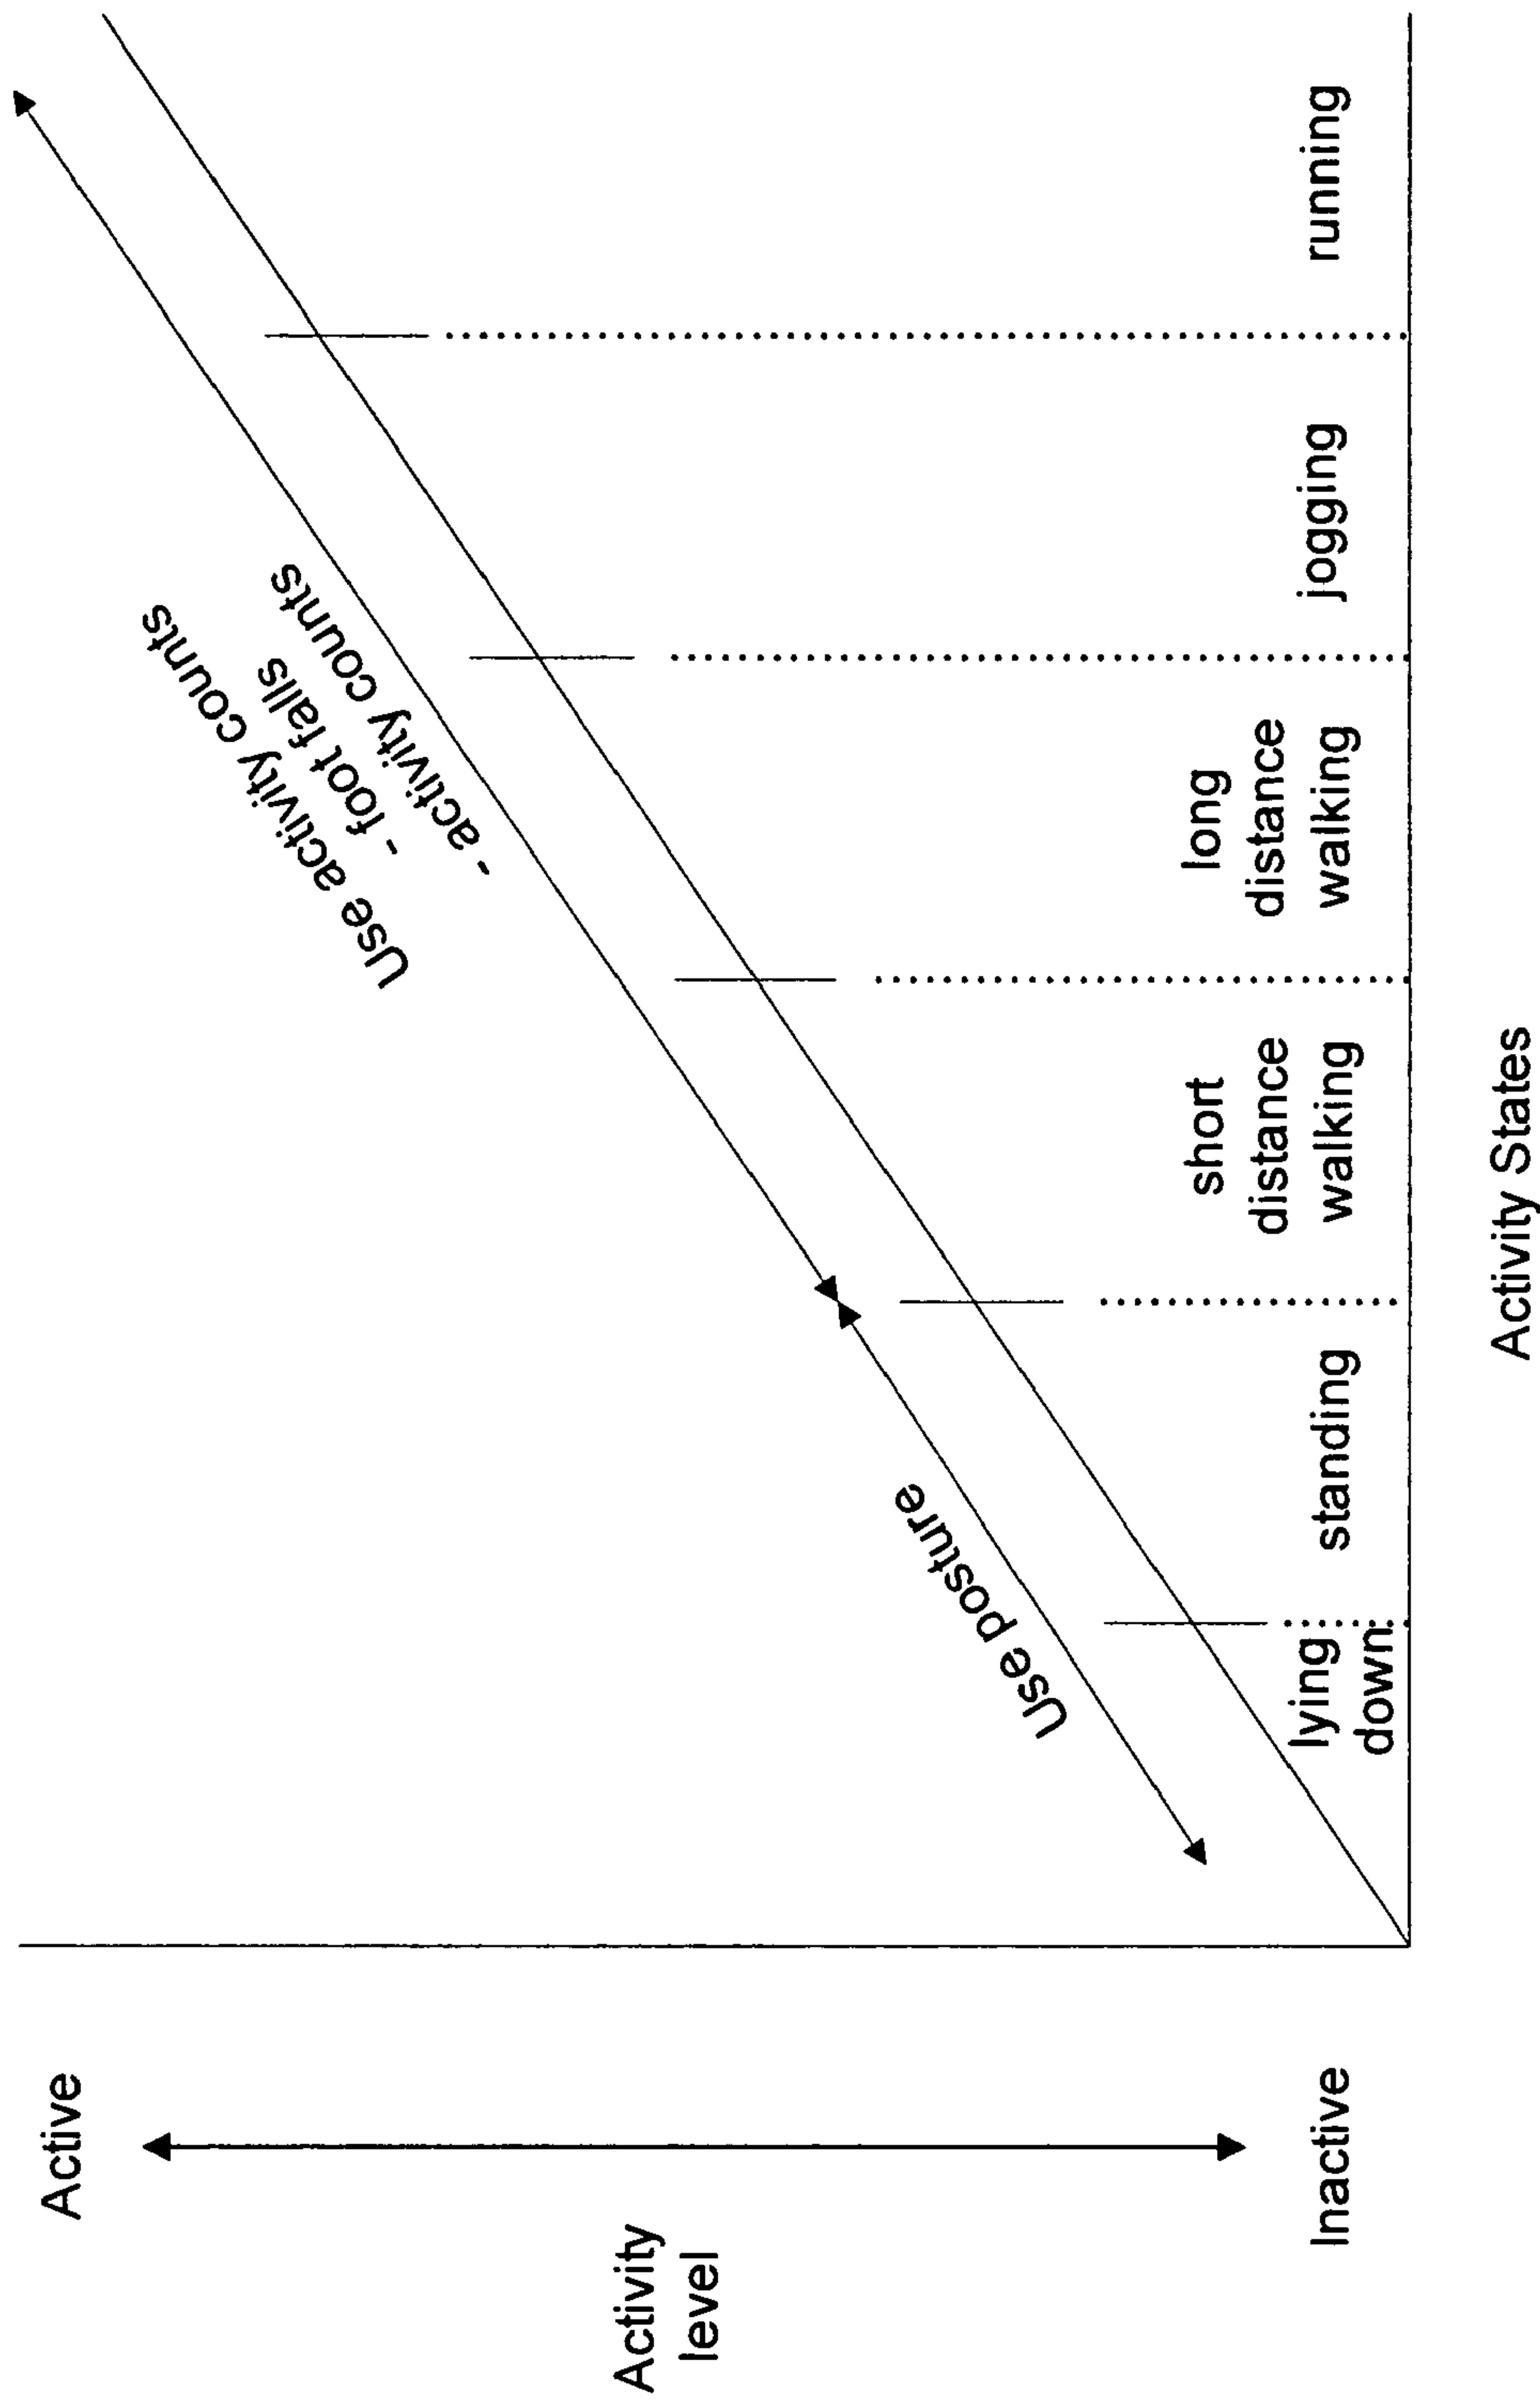 Active
Activity
level
Inactive
Use activity counts
- foot falls
- activity counts
Use posture
lying
down
standing
short
distance
walking
long
distance
walking
jogging
running
Activity States